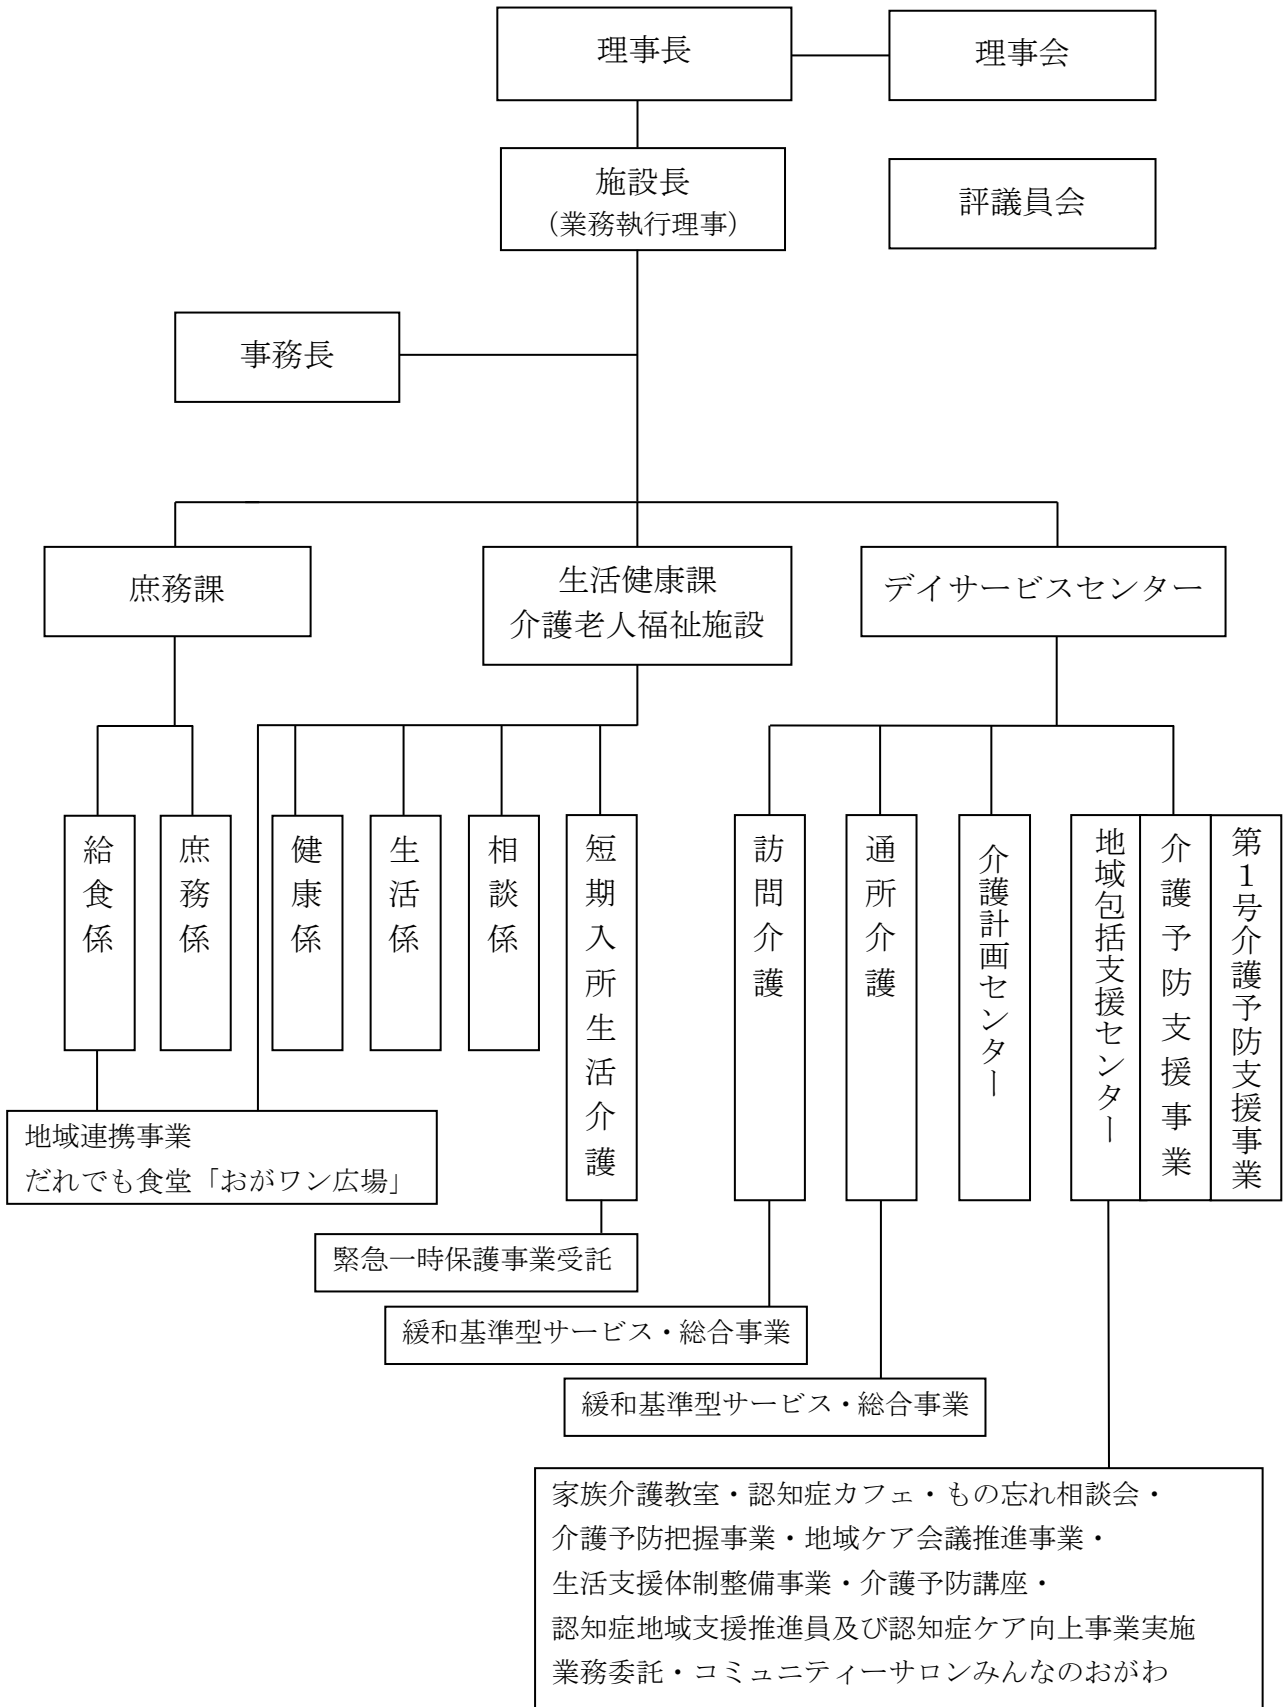 理事長
理事会
施設長
（業務執行理事）
評議員会
事務長
庶務課
生活健康課
介護老人福祉施設
デイサービスセンター
給食係
庶務係
健康係
生活係
相談係
短期入所生活介護
訪問介護
通所介護
介護計画センター
地域包括支援センター
介護予防支援事業
第１号介護予防支援事業
地域連携事業
だれでも食堂「おがワン広場」
緊急一時保護事業受託
緩和基準型サービス・総合事業
緩和基準型サービス・総合事業
家族介護教室・認知症カフェ・もの忘れ相談会・
介護予防把握事業・地域ケア会議推進事業・
生活支援体制整備事業・介護予防講座・
認知症地域支援推進員及び認知症ケア向上事業実施
業務委託・コミュニティーサロンみんなのおがわ